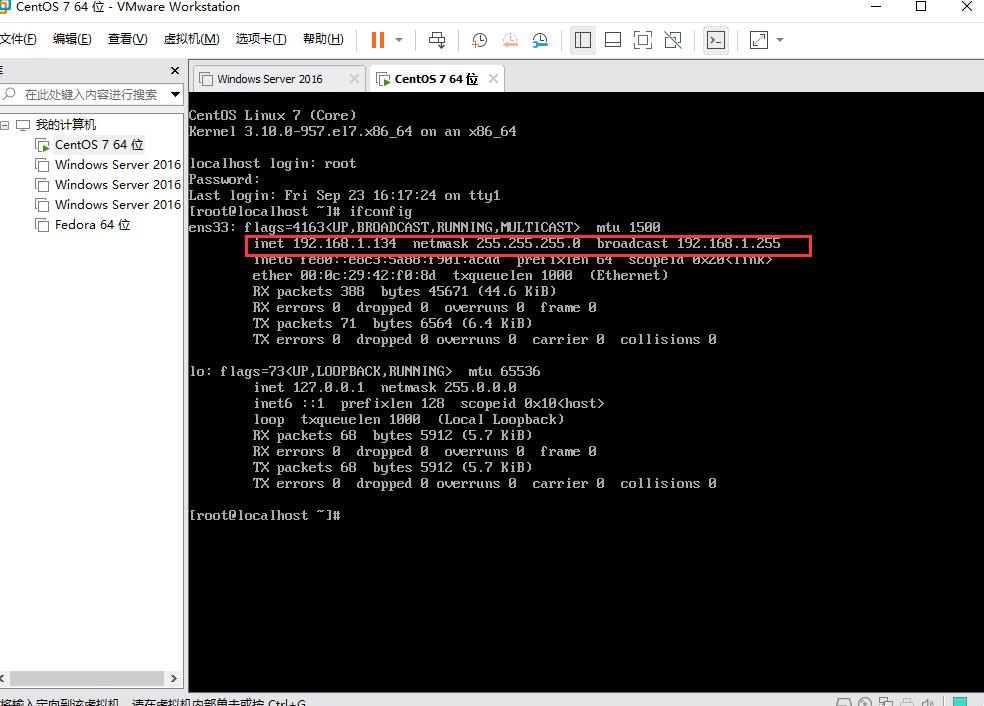 CentOS 7 64 位 - VMware Workstation
文件(F) 编辑(E) 查看(V) 虚拟机(M) 选项卡(T) 帮助(H)
在此处键入内容进行搜索
我的计算机
CentOS 7 64 位
Windows Server 2016
Windows Server 2016
Windows Server 2016
Fedora 64 位
Windows Server 2016
CentOS 7 64 位
CentOS Linux 7 (Core)
Kernel 3.10.0-957.el7.x86_64 on an x86_64
localhost login: root
Password:
Last login: Fri Sep 23 16:17:24 on tty1
[root@localhost ~]# ifconfig
ens33: flags=4163<UP,BROADCAST,RUNNING,MULTICAST>  mtu 1500
inet 192.168.1.134  netmask 255.255.255.0  broadcast 192.168.1.255
inet6 fe80::e8c3:5a88:f901:acdd  prefixlen 64  scopeid 0x20<link>
ether 00:0c:29:42:f0:8d  txqueuelen 1000  (Ethernet)
RX packets 388  bytes 45671 (44.6 KiB)
RX errors 0  dropped 0  overruns 0  frame 0
TX packets 71  bytes 6564 (6.4 KiB)
TX errors 0  dropped 0 overruns 0  carrier 0  collisions 0
lo: flags=73<UP,LOOPBACK,RUNNING>  mtu 65536
inet 127.0.0.1  netmask 255.0.0.0
inet6 ::1  prefixlen 128  scopeid 0x10<host>
loop  txqueuelen 1000  (Local Loopback)
RX packets 68  bytes 5912 (5.7 KiB)
RX errors 0  dropped 0  overruns 0  frame 0
TX packets 68  bytes 5912 (5.7 KiB)
TX errors 0  dropped 0 overruns 0  carrier 0  collisions 0
[root@localhost ~]#
将输入定向到该虚拟机，请在虚拟机内部单击或按 Ctrl+G